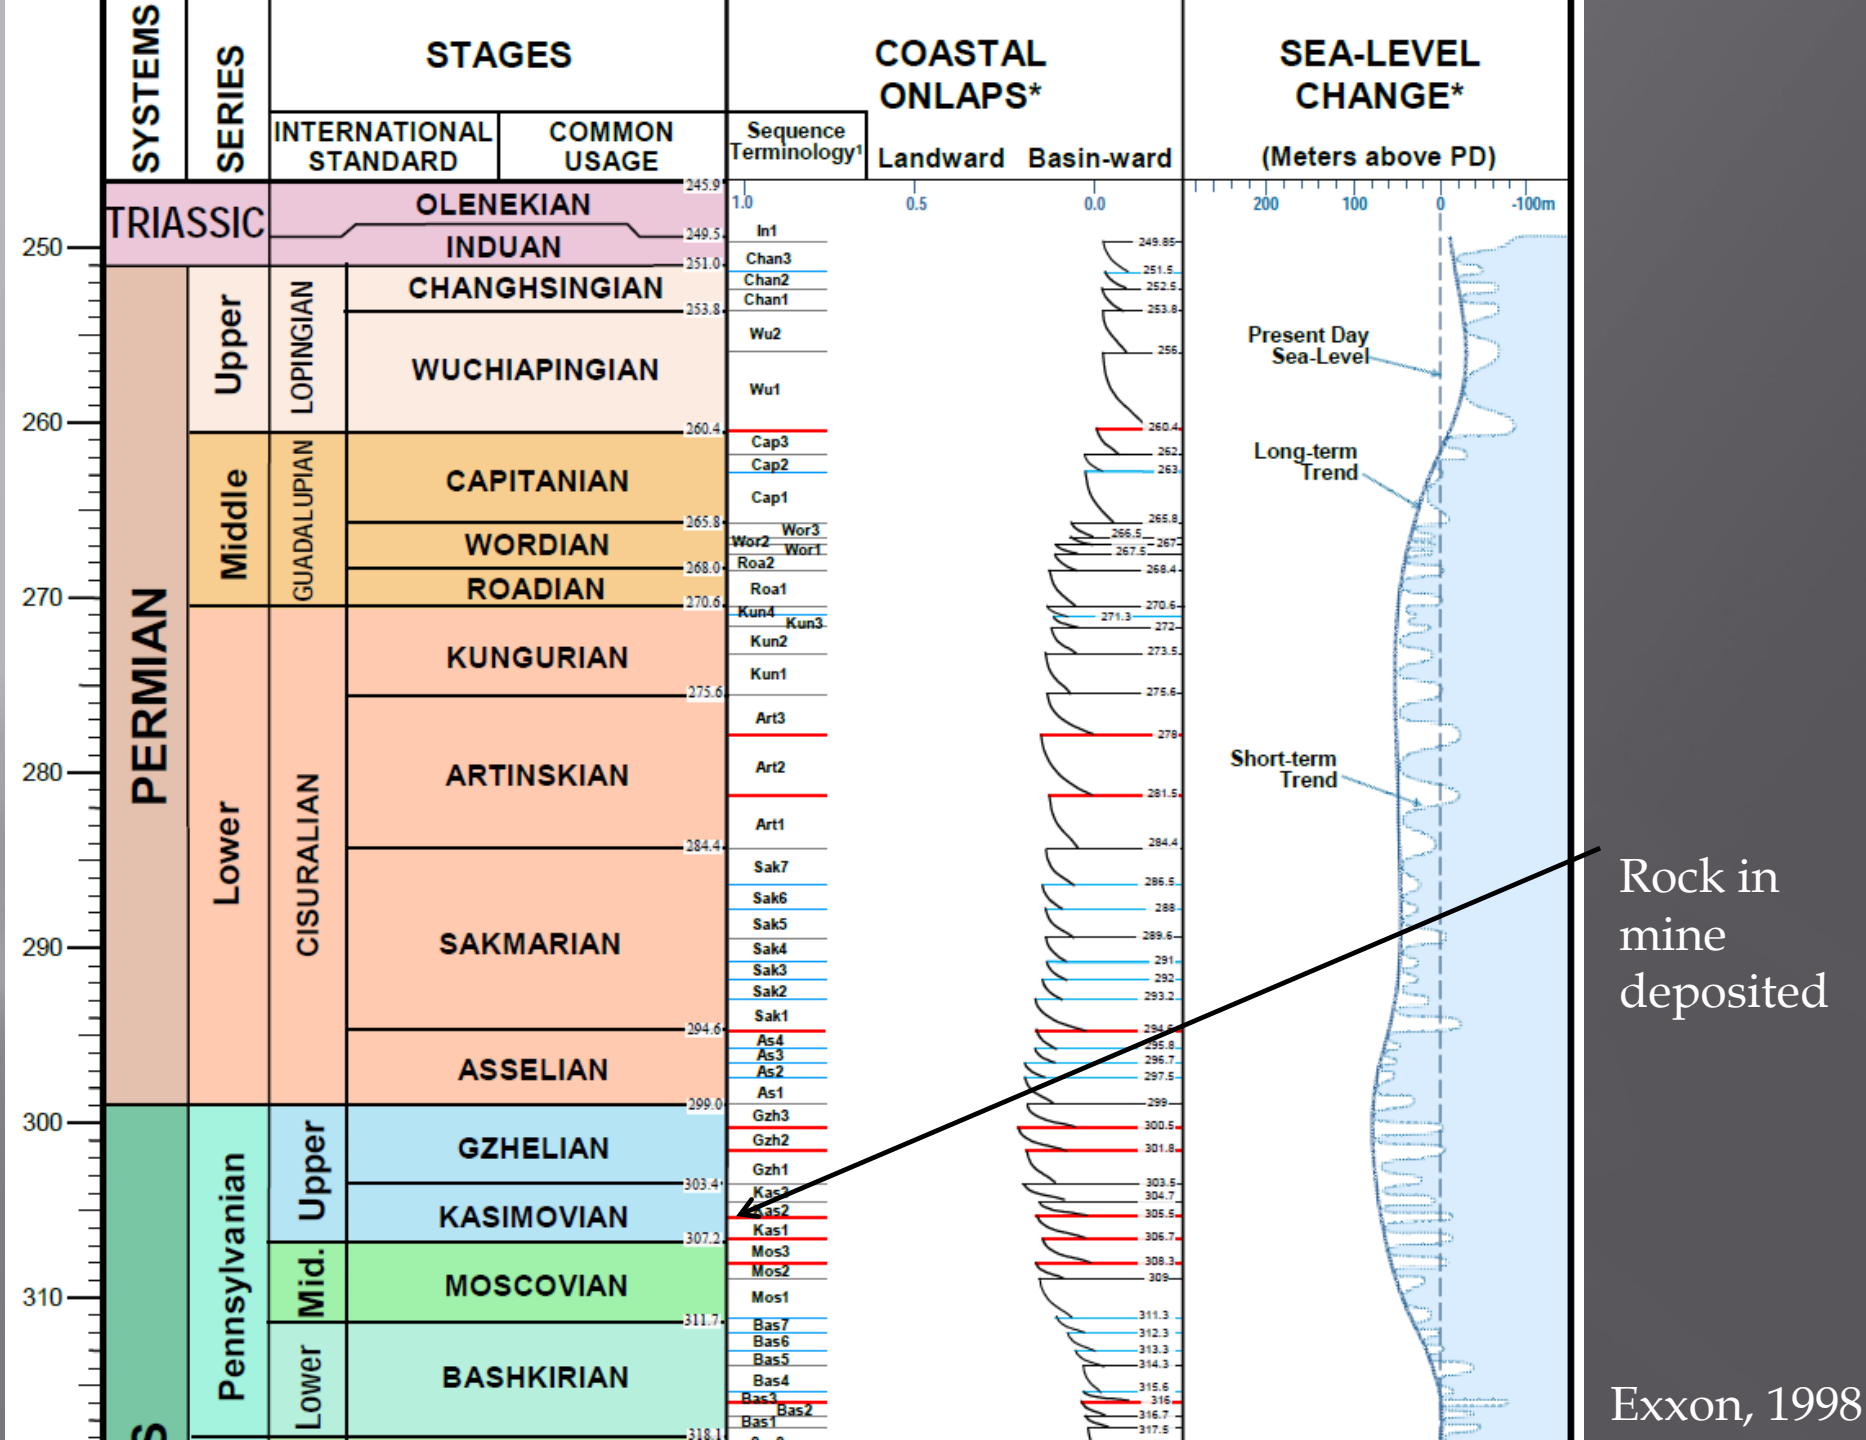 SYSTEMS
SERIES
STAGES
INTERNATIONAL
STANDARD
COMMON
USAGE
COASTAL
ONLAPS*
Sequence
Terminology¹
Landward
Basin-ward
SEA-LEVEL
CHANGE*
(Meters above PD)
1.0
0.5
0.0
200
100
0
-100m
250
260
270
280
290
300
310
TRIASSIC
PERMIAN
S
Upper
Middle
Lower
Pennsylvanian
LOPINGIAN
GUADALUPIAN
CISURALIAN
Upper
Mid.
Lower
OLENEKIAN
INDUAN
CHANGHSINGIAN
WUCHIAPINGIAN
CAPITANIAN
WORDIAN
ROADIAN
KUNGURIAN
ARTINSKIAN
SAKMARIAN
ASSELIAN
GZHELIAN
KASIMOVIAN
MOSCOVIAN
BASHKIRIAN
245.9
249.5
251.0
253.8
260.4
265.8
268.0
270.6
275.6
284.4
294.6
299.0
303.4
307.2
311.7
318.1
In1
Chan3
Chan2
Chan1
Wu2
Wu1
Cap3
Cap2
Cap1
Wor3
Wor2
Wor1
Roa2
Roa1
Kun4
Kun3
Kun2
Kun1
Art3
Art2
Art1
Sak7
Sak6
Sak5
Sak4
Sak3
Sak2
Sak1
As4
As3
As2
As1
Gzh3
Gzh2
Gzh1
Kas3
Kas2
Kas1
Mos3
Mos2
Mos1
Bas7
Bas6
Bas5
Bas4
Bas3
Bas2
Bas1
249.85
251.5
252.5
253.8
256
260.4
262
263
265.8
266.5
267
267.5
268.4
270.6
271.3
272
273.5
275.6
278
281.5
284.4
286.5
288
289.6
291
292
293.2
295.8
296.7
297.5
299
300.5
301.8
303.5
304.7
305.5
306.7
308.3
309
311.3
312.3
313.3
314.3
315.6
316
316.7
317.5
Present Day
Sea-Level
Long-term
Trend
Short-term
Trend
Rock in
mine
deposited
Exxon, 1998